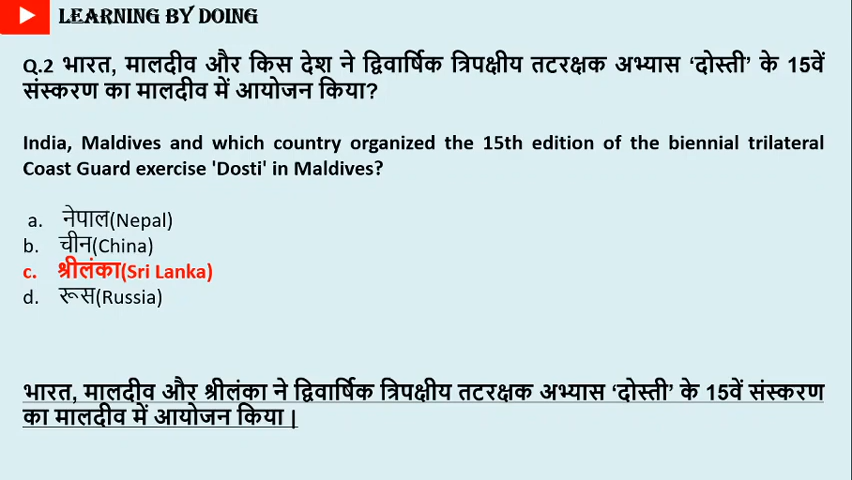 LEARNING BY DOING
Q.2 भारत, मालदीव और किस देश ने द्विवार्षिक त्रिपक्षीय तटरक्षक अभ्यास ‘दोस्ती’ के 15वें
संस्करण का मालदीव में आयोजन किया?
India, Maldives and which country organized the 15th edition of the biennial trilateral
Coast Guard exercise 'Dosti' in Maldives?
a. नेपाल(Nepal)
b. चीन(China)
c. श्रीलंका(Sri Lanka)
d. रूस(Russia)
भारत, मालदीव और श्रीलंका ने द्विवार्षिक त्रिपक्षीय तटरक्षक अभ्यास ‘दोस्ती’ के 15वें संस्करण
का मालदीव में आयोजन किया |